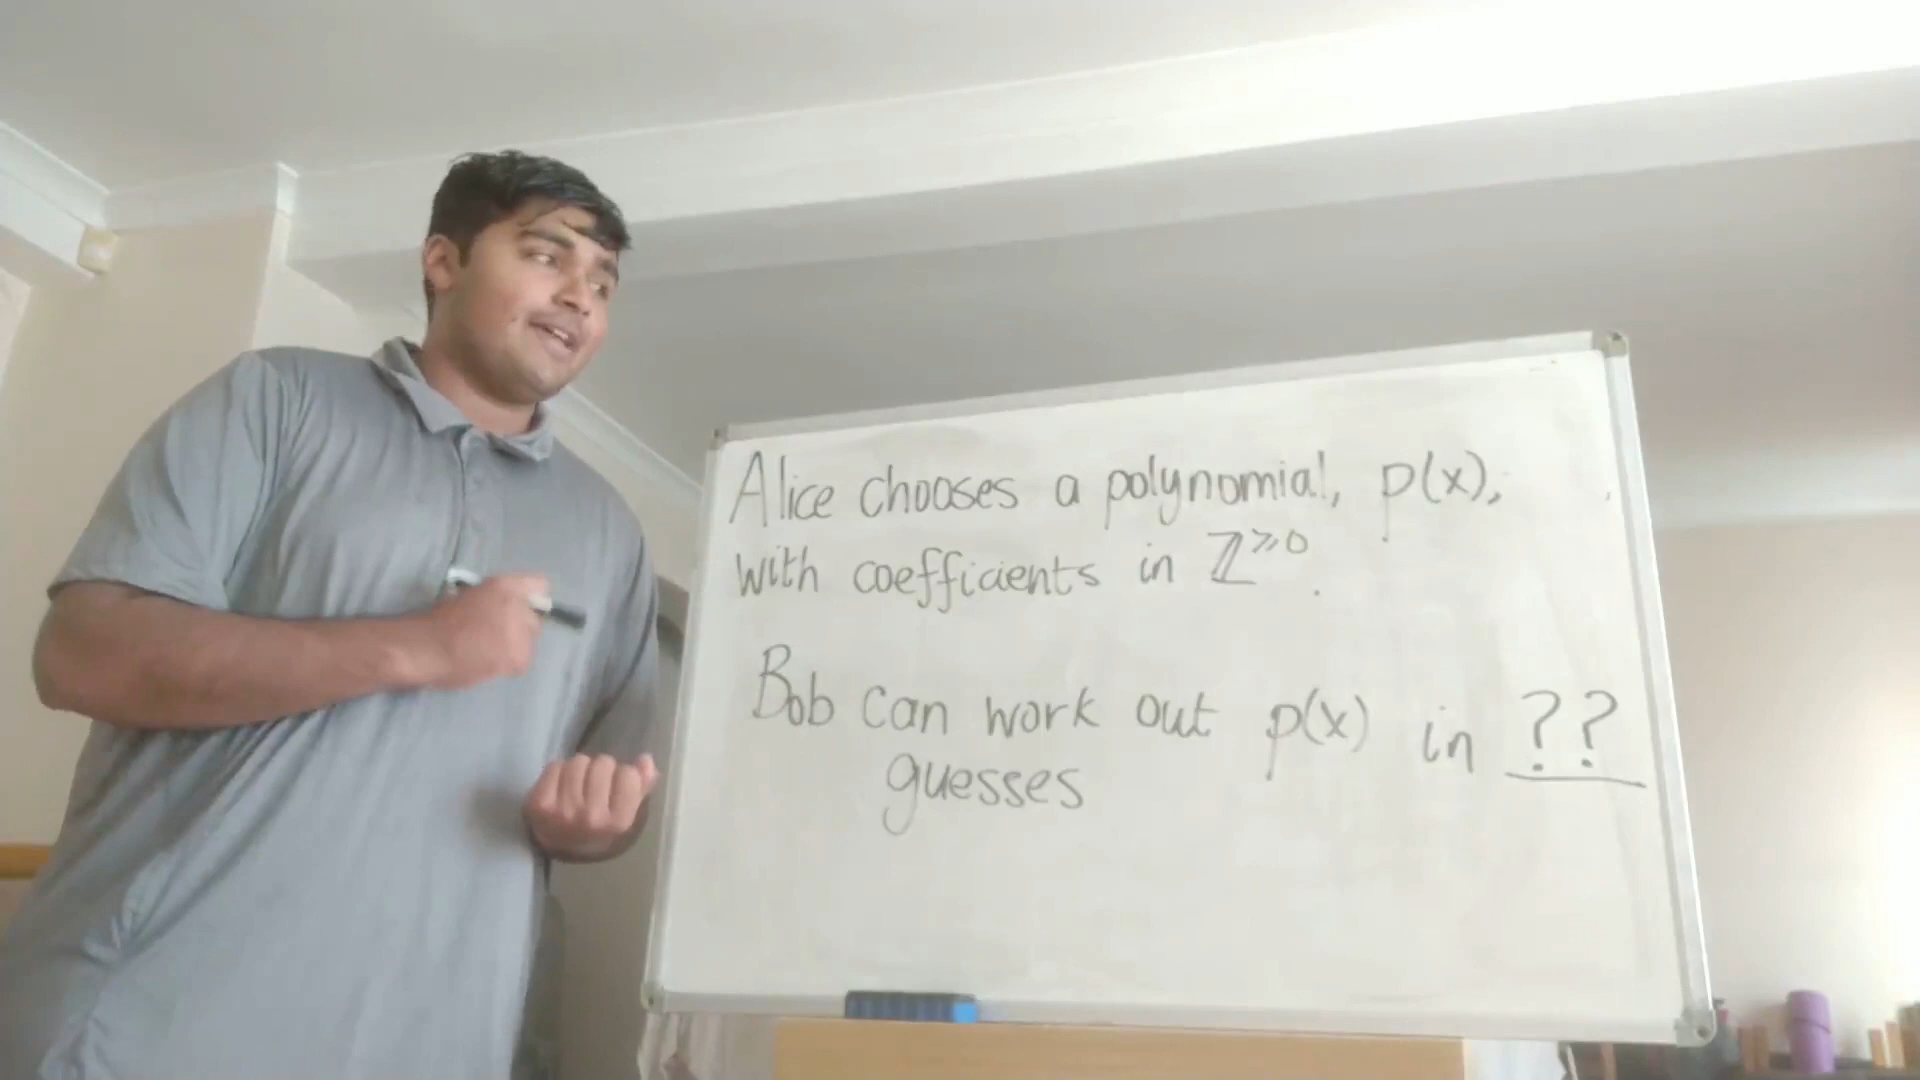 Alice chooses a polynomial, p(x),
with coefficients in ℤ^≥0.
Bob can work out p(x) in ??
guesses